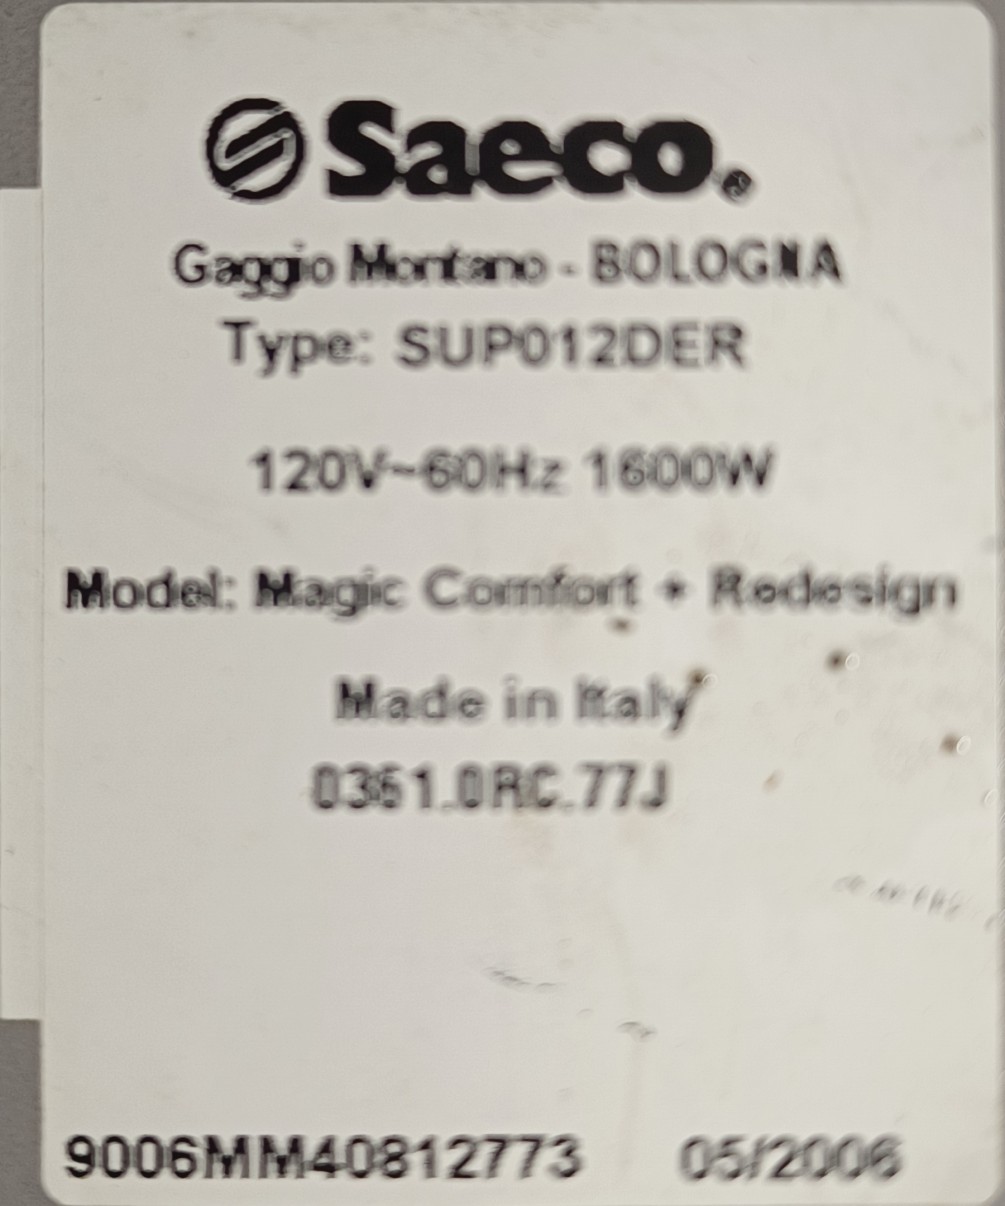 Saeco®
Gaggio Montano - BOLOGNA
Type: SUP012DER
120V~60Hz 1600W
Model: Magic Comfort + Redesign
Made in Italy
0361.0RC.77J
9006MM40812773 05/2006